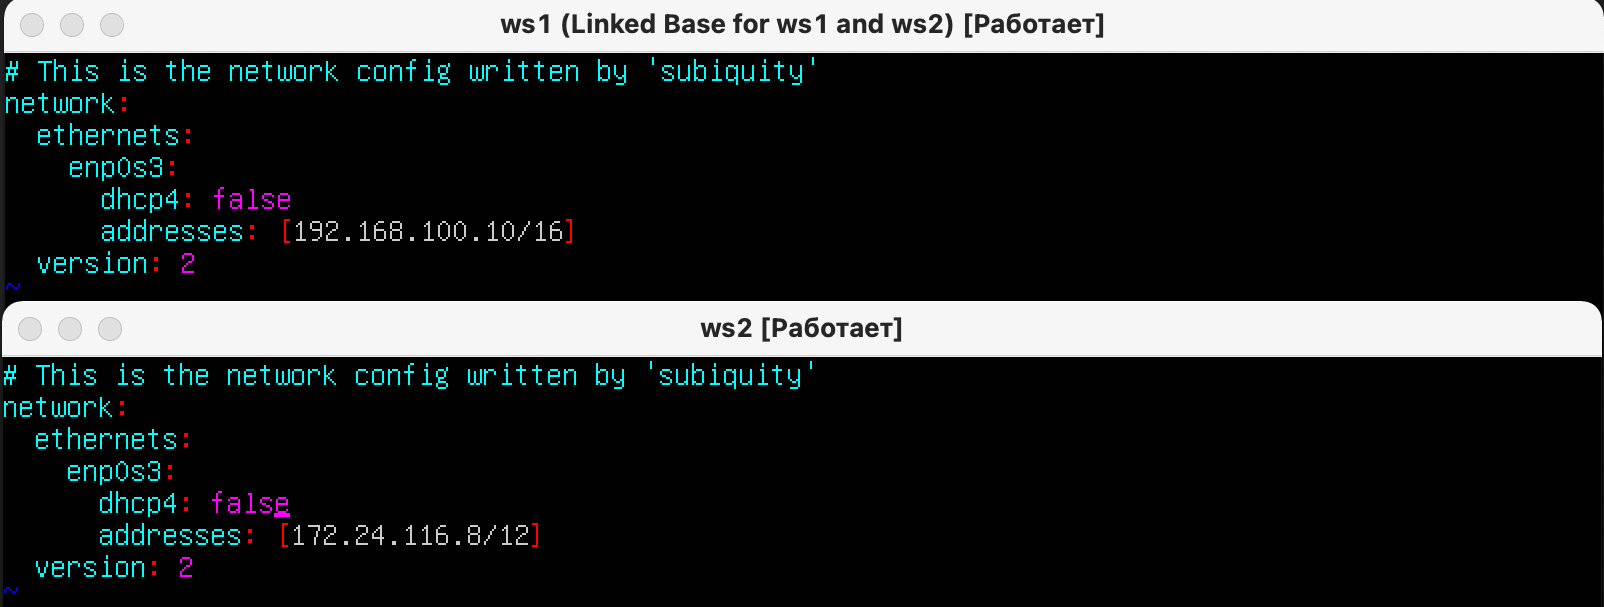 ws1 (Linked Base for ws1 and ws2) [Работает]
# This is the network config written by 'subiquity'
network:
  ethernets:
    enp0s3:
      dhcp4: false
      addresses: [192.168.100.10/16]
  version: 2
~
ws2 [Работает]
# This is the network config written by 'subiquity'
network:
  ethernets:
    enp0s3:
      dhcp4: false
      addresses: [172.24.116.8/12]
  version: 2
~